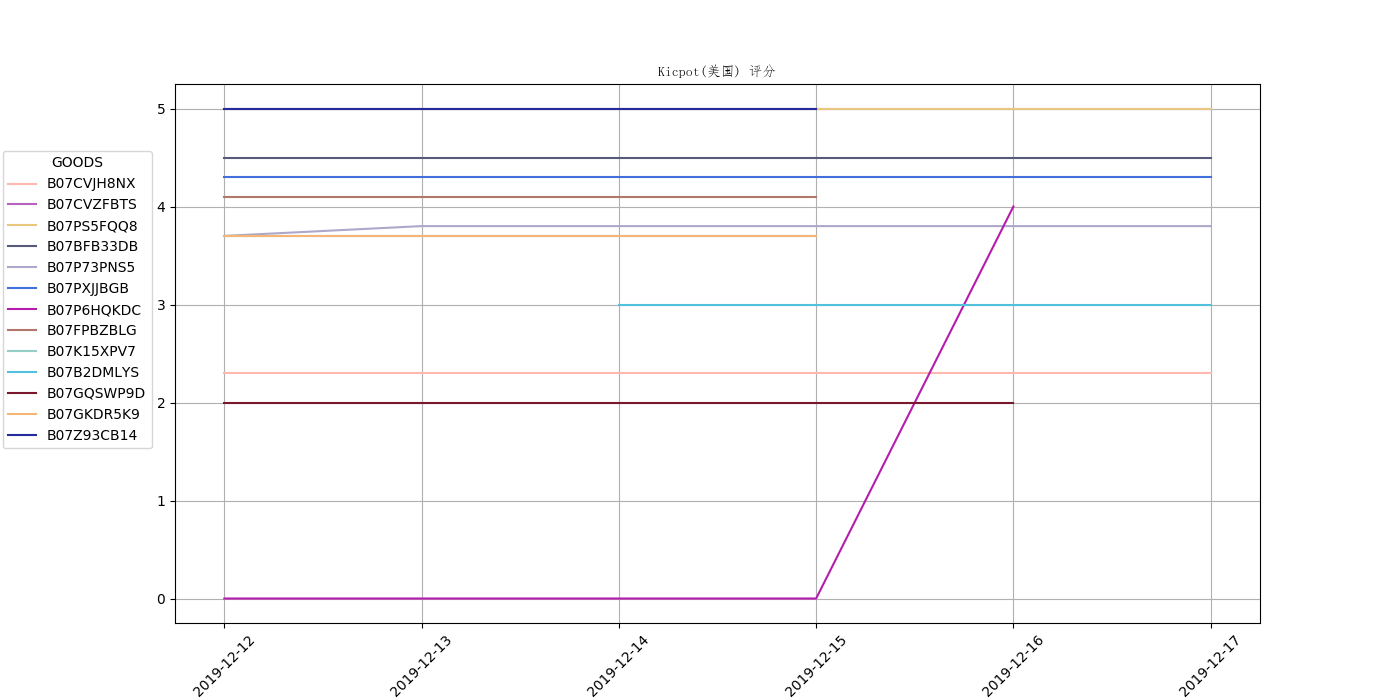 Kicpot(美国) 评分
GOODS
B07CVJH8NX
B07CVZFBTS
B07PS5FQQ8
B07BFB33DB
B07P73PNS5
B07PXJJBGB
B07P6HQKDC
B07FPBZBLG
B07K15XPV7
B07B2DMLYS
B07GQSWP9D
B07GKDR5K9
B07Z93CB14
5
4
3
2
1
0
2019-12-12
2019-12-13
2019-12-14
2019-12-15
2019-12-16
2019-12-17